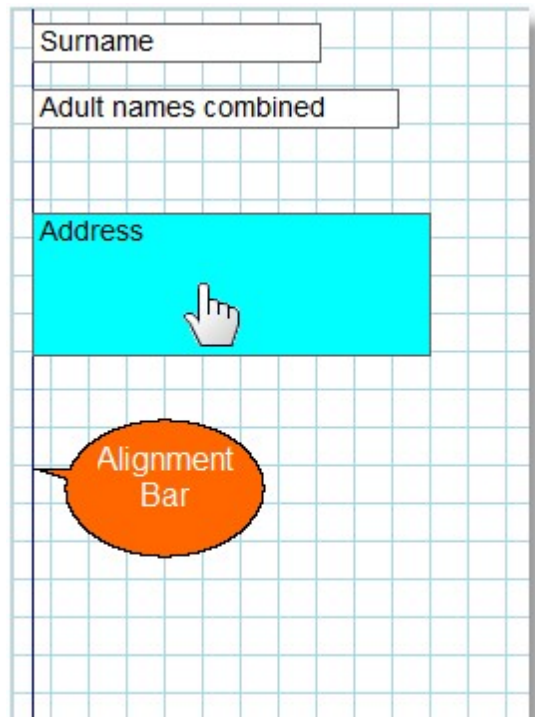 Surname
Adult names combined
Address
Alignment
Bar